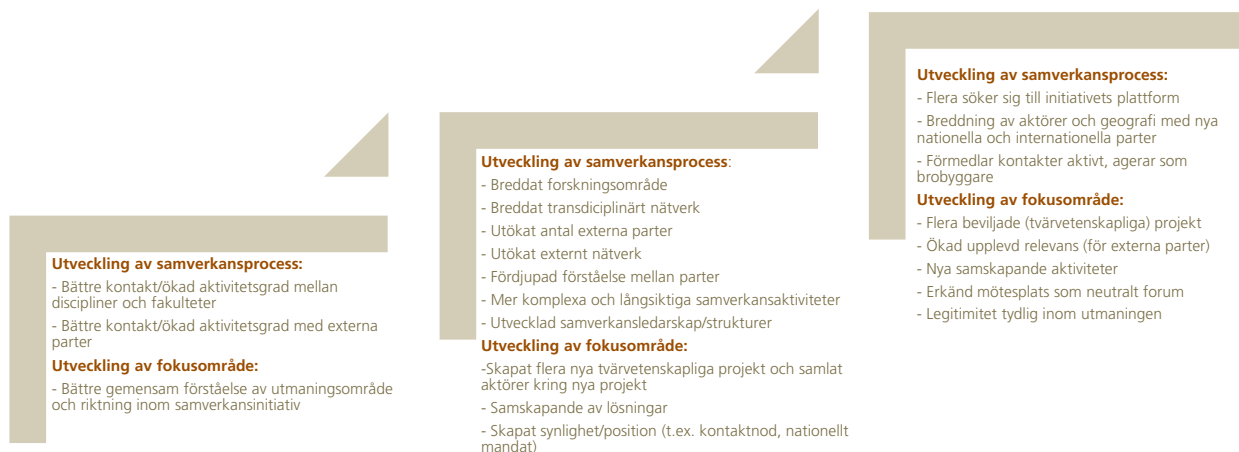 Utveckling av samverkansprocess:
- Bättre kontakt/ökad aktivitetsgrad mellan
discipliner och fakulteter
- Bättre kontakt/ökad aktivitetsgrad med externa
parter
Utveckling av fokusområde:
- Bättre gemensam förståelse av utmaningsområde
och riktning inom samverkansinitiativ
Utveckling av samverkansprocess:
- Breddat forskningsområde
- Breddat transdiciplinärt nätverk
- Utökat antal externa parter
- Utökat externt nätverk
- Fördjupad förståelse mellan parter
- Mer komplexa och långsiktiga samverkansaktiviteter
- Utvecklad samverkansledarskap/strukturer
Utveckling av fokusområde:
-Skapat flera nya tvärvetenskapliga projekt och samlat
aktörer kring nya projekt
- Samskapande av lösningar
- Skapat synlighet/position (t.ex. kontaktnod, nationellt
mandat)
Utveckling av samverkansprocess:
- Flera söker sig till initiativets plattform
- Breddning av aktörer och geografi med nya
nationella och internationella parter
- Förmedlar kontakter aktivt, agerar som
brobyggare
Utveckling av fokusområde:
- Flera beviljade (tvärvetenskapliga) projekt
- Ökad upplevd relevans (för externa parter)
- Nya samskapande aktiviteter
- Erkänd mötesplats som neutralt forum
- Legitimitet tydlig inom utmaningen